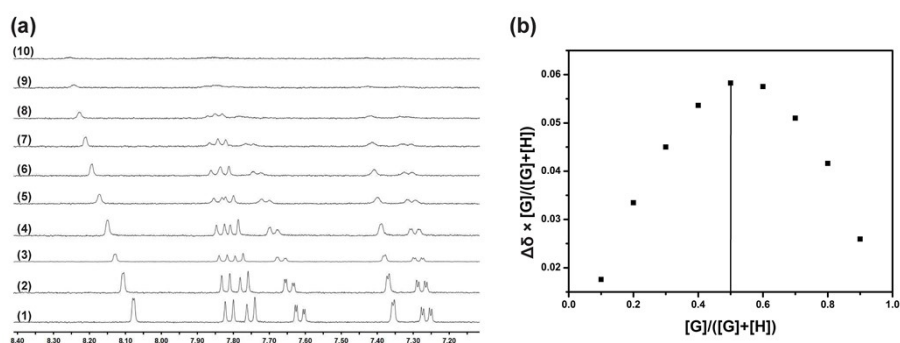 (a)
(10)
(9)
(8)
(7)
(6)
(5)
(4)
(3)
(2)
(1)
8.40 8.30 8.20 8.10 8.00 7.90 7.80 7.70 7.60 7.50 7.40 7.30 7.20
(b)
0.06
0.05
0.04
0.03
0.02
Δδ × [G]/([G]+[H])
0.0 0.2 0.4 0.6 0.8 1.0
[G]/([G]+[H])